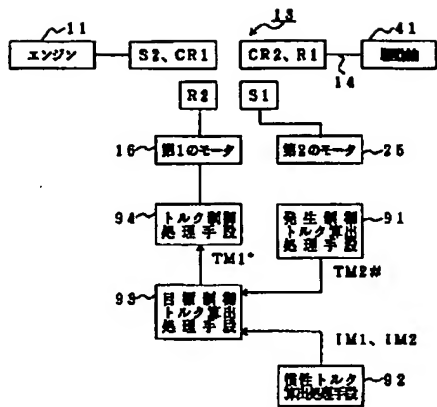 13
11
エンジン
S2、CR1
CR2、R1
41
駆動軸
14
R2
S1
16
第1のモータ
第2のモータ
25
94
トルク制御
処理手段
発生制御
トルク算出
処理手段
91
TM1*
TM2#
93
目標制御
トルク算出
処理手段
IM1、IM2
慣性トルク
算出処理手段
92